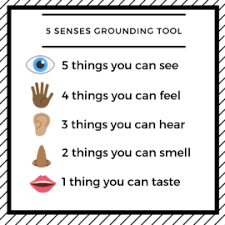 5 SENSES GROUNDING TOOL
5 things you can see
4 things you can feel
3 things you can hear
2 things you can smell
1 thing you can taste